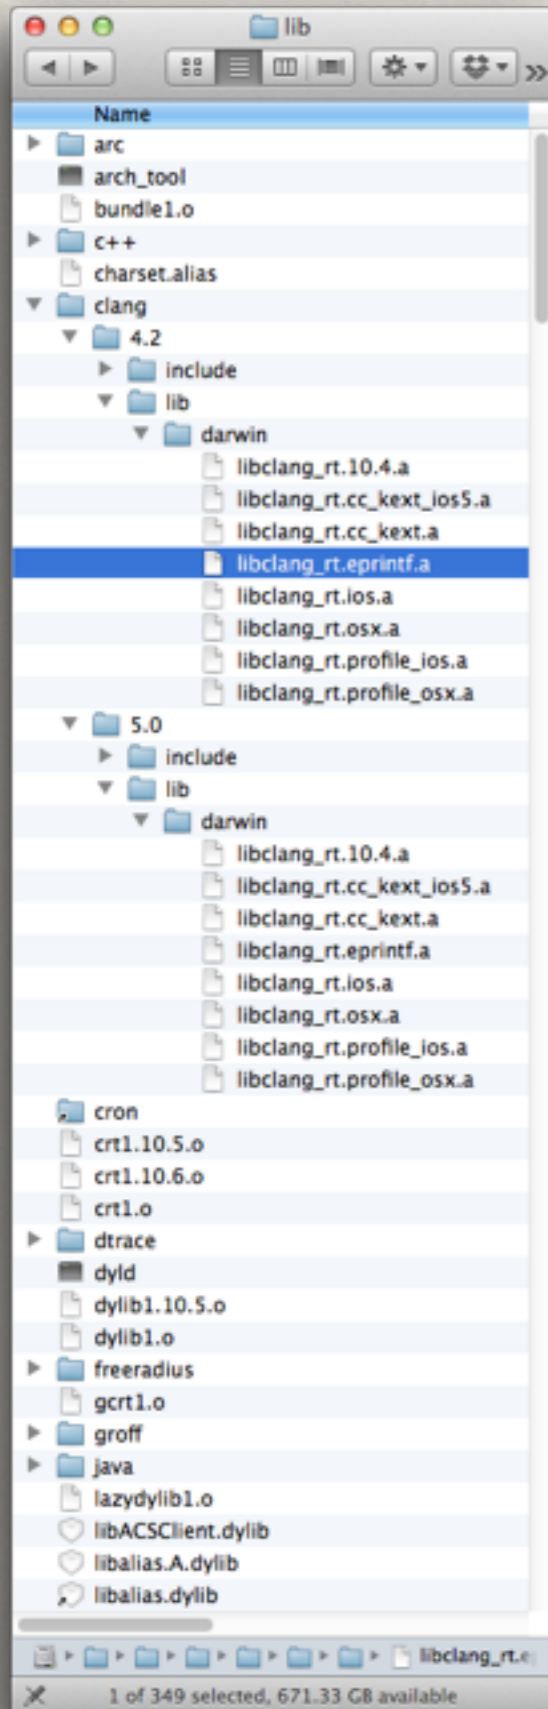 lib
Name
arc
arch_tool
bundle1.o
c++
charset.alias
clang
4.2
include
lib
darwin
libclang_rt.10.4.a
libclang_rt.cc_kext_ios5.a
libclang_rt.cc_kext.a
libclang_rt.eprintf.a
libclang_rt.ios.a
libclang_rt.osx.a
libclang_rt.profile_ios.a
libclang_rt.profile_osx.a
5.0
include
lib
darwin
libclang_rt.10.4.a
libclang_rt.cc_kext_ios5.a
libclang_rt.cc_kext.a
libclang_rt.eprintf.a
libclang_rt.ios.a
libclang_rt.osx.a
libclang_rt.profile_ios.a
libclang_rt.profile_osx.a
cron
crt1.10.5.o
crt1.10.6.o
crt1.o
dtrace
dyld
dylib1.10.5.o
dylib1.o
freeradius
gcrt1.o
groff
java
lazydylib1.o
libACSClient.dylib
libalias.A.dylib
libalias.dylib
libclang_rt.e
1 of 349 selected, 671.33 GB available